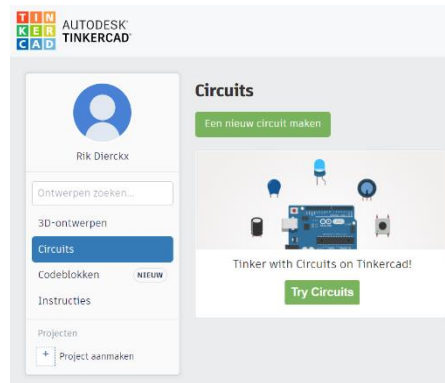 TIN
KER
CAD
AUTODESK®
TINKERCAD®
Rik Dierckx
Ontwerpen zoeken...
3D-ontwerpen
Circuits
Codeblokken NIEUW
Instructies
Projecten
+ Project aanmaken
Circuits
Een nieuw circuit maken
Tinker with Circuits on Tinkercad!
Try Circuits